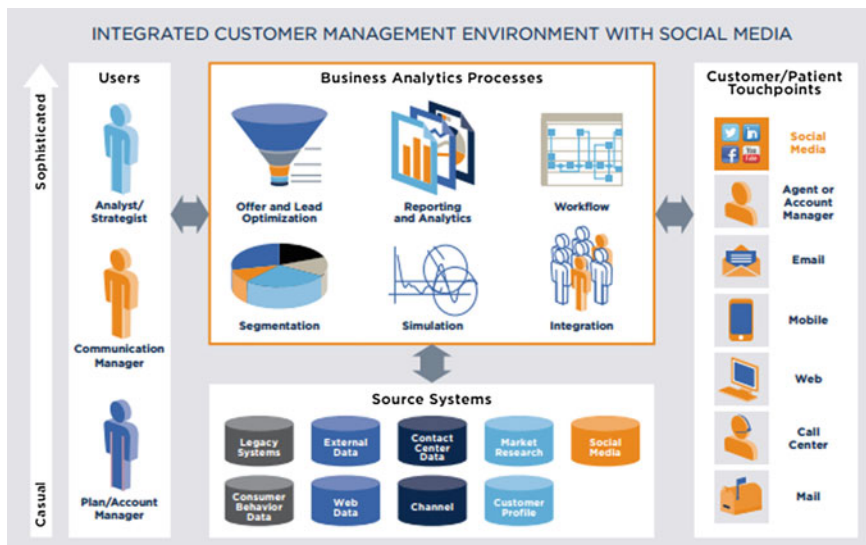 INTEGRATED CUSTOMER MANAGEMENT ENVIRONMENT WITH SOCIAL MEDIA
Sophisticated
Casual
Users
Analyst/
Strategist
Communication
Manager
Plan/Account
Manager
Business Analytics Processes
Offer and Lead
Optimization
Reporting
and Analytics
Workflow
Segmentation
Simulation
Integration
Source Systems
Legacy
Systems
External
Data
Contact
Center
Data
Market
Research
Social
Media
Consumer
Behavior
Data
Web
Data
Channel
Customer
Profile
Customer/Patient
Touchpoints
in
f
You
Tube
Social
Media
Agent or
Account
Manager
Email
Mobile
Web
Call
Center
Mail